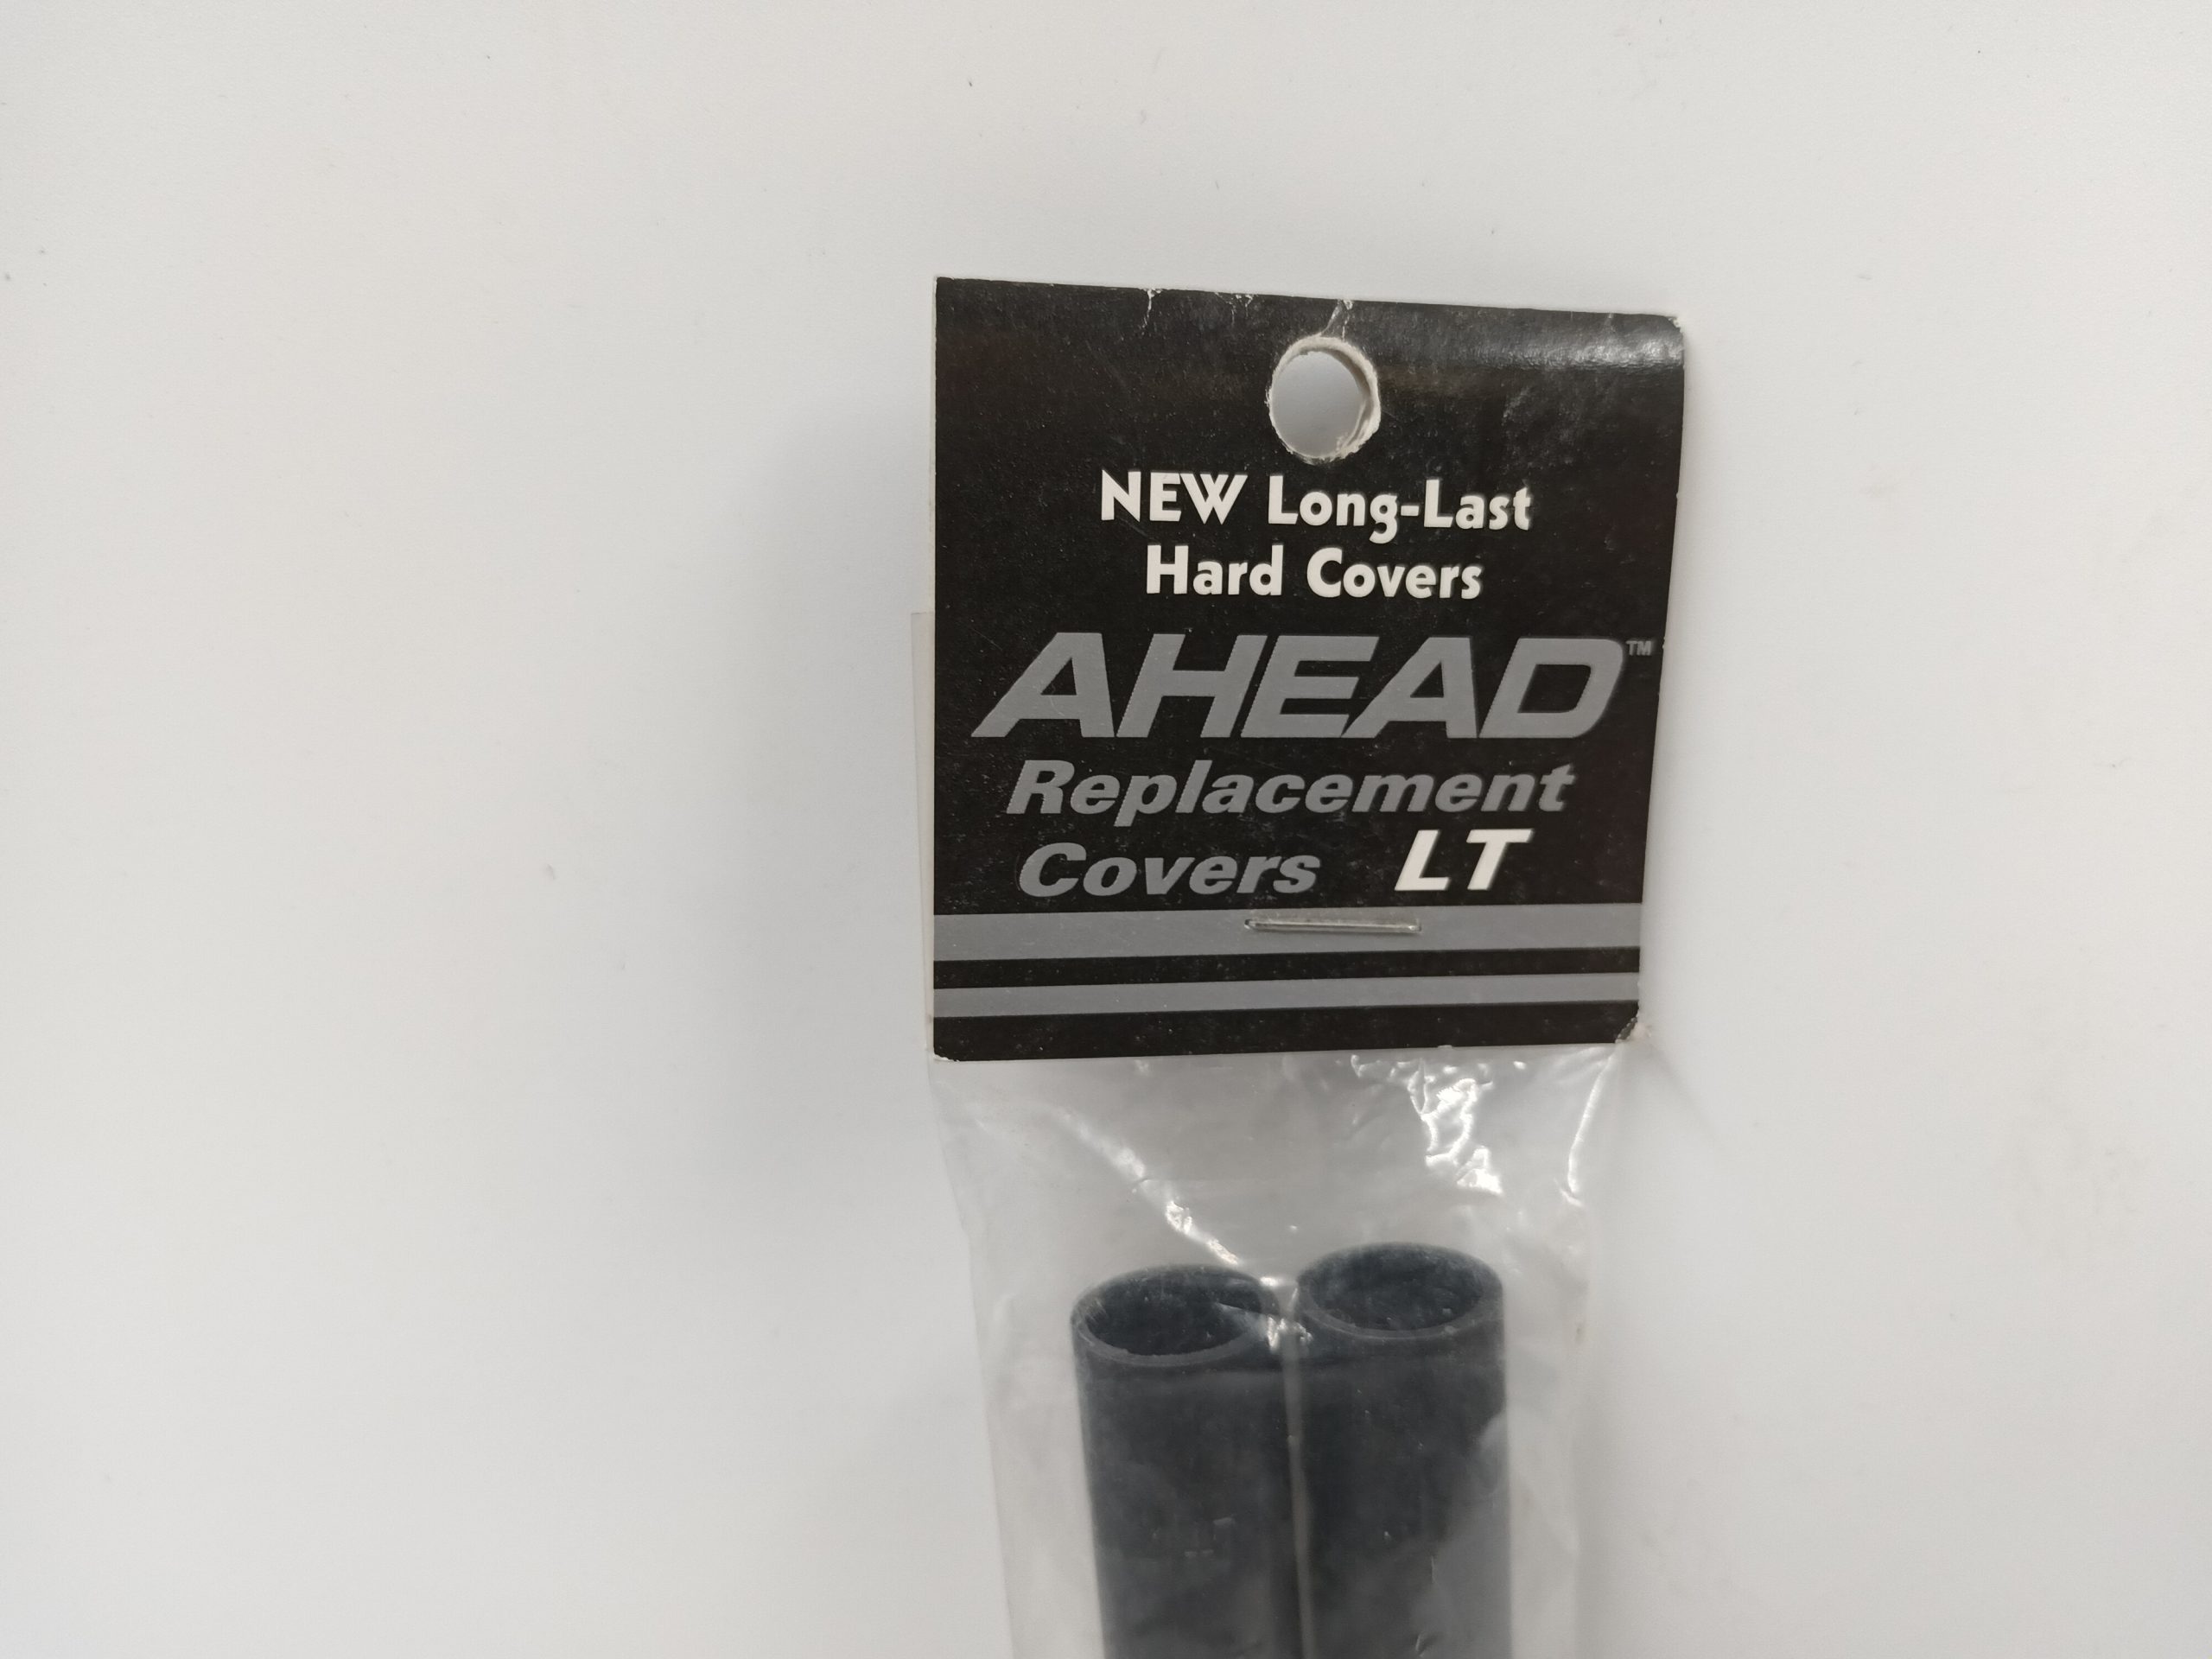 NEW Long-Last
Hard Covers
AHEAD™
Replacement
Covers LT